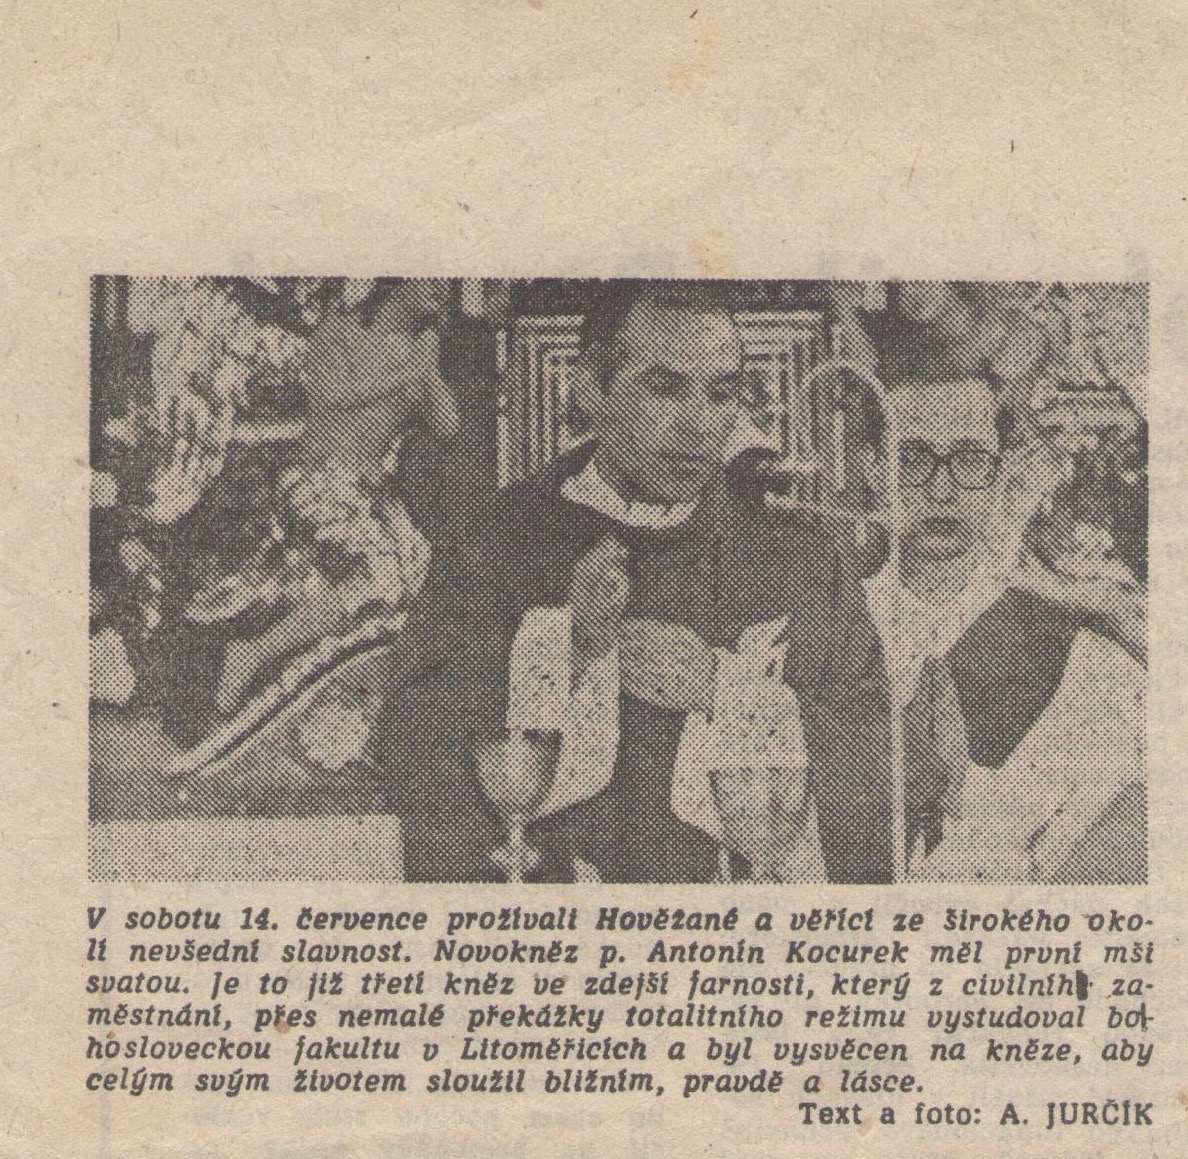 V sobotu 14. července prožívali Hověžané a věřící ze širokého oko-
lí nevšední slavnost. Novokněz p. Antonín Kocurek měl první mši
svatou. Je to již třetí kněz ve zdejší farnosti, který z civilního za-
městnání, přes nemalé překážky totalitního režimu vystudoval bo-
hosloveckou fakultu v Litoměřicích a byl vysvěcen na kněze, aby
celým svým životem sloužil bližním, pravdě a lásce.
Text a foto: A. JURČÍK